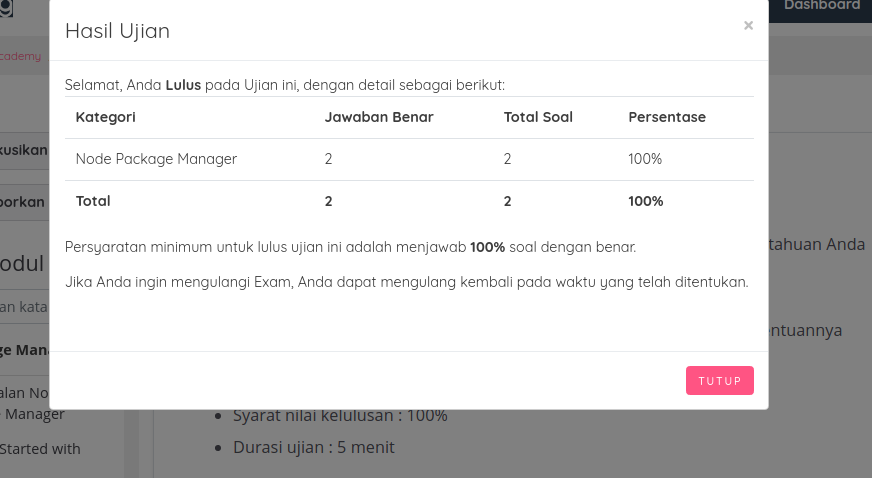 g
Dashboard
Hasil Ujian
×
cademy
Selamat, Anda Lulus pada Ujian ini, dengan detail sebagai berikut:
Kategori Jawaban Benar Total Soal Persentase
kusikan
Node Package Manager 2 2 100%
porkan
Total 2 2 100%
Persyaratan minimum untuk lulus ujian ini adalah menjawab 100% soal dengan benar.
tahuan Anda
odul
Jika Anda ingin mengulangi Exam, Anda dapat mengulang kembali pada waktu yang telah ditentukan.
an kata
entuannya
ge Man
TUTUP
alan No
Manager
Syarat nilai kelulusan : 100%
Started with
Durasi ujian : 5 menit